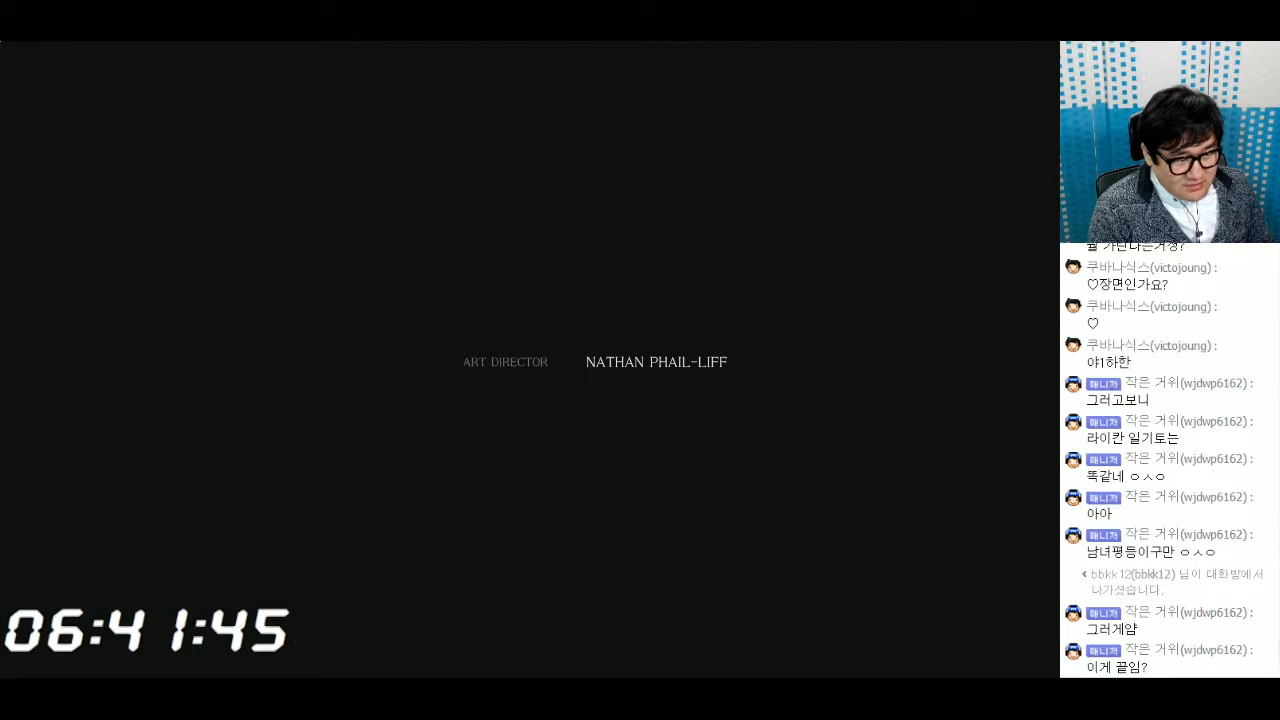 ART DIRECTOR NATHAN PHAIL-LIFF
06:41:45
쿠바나식스(victojoung) :
♡장면인가요?
쿠바나식스(victojoung) :
♡
쿠바나식스(victojoung) :
야1하한
매니저 작은 거위(wjdwp6162) :
그러고보니
매니저 작은 거위(wjdwp6162) :
라이칸 일기토는
매니저 작은 거위(wjdwp6162) :
똑같네 ㅇㅅㅇ
매니저 작은 거위(wjdwp6162) :
아아
매니저 작은 거위(wjdwp6162) :
남녀평등이구만 ㅇㅅㅇ
bbkk12(bbkk12) 님이 대화방에서
나가셨습니다.
매니저 작은 거위(wjdwp6162) :
그러게얌
매니저 작은 거위(wjdwp6162) :
이게 끝임?